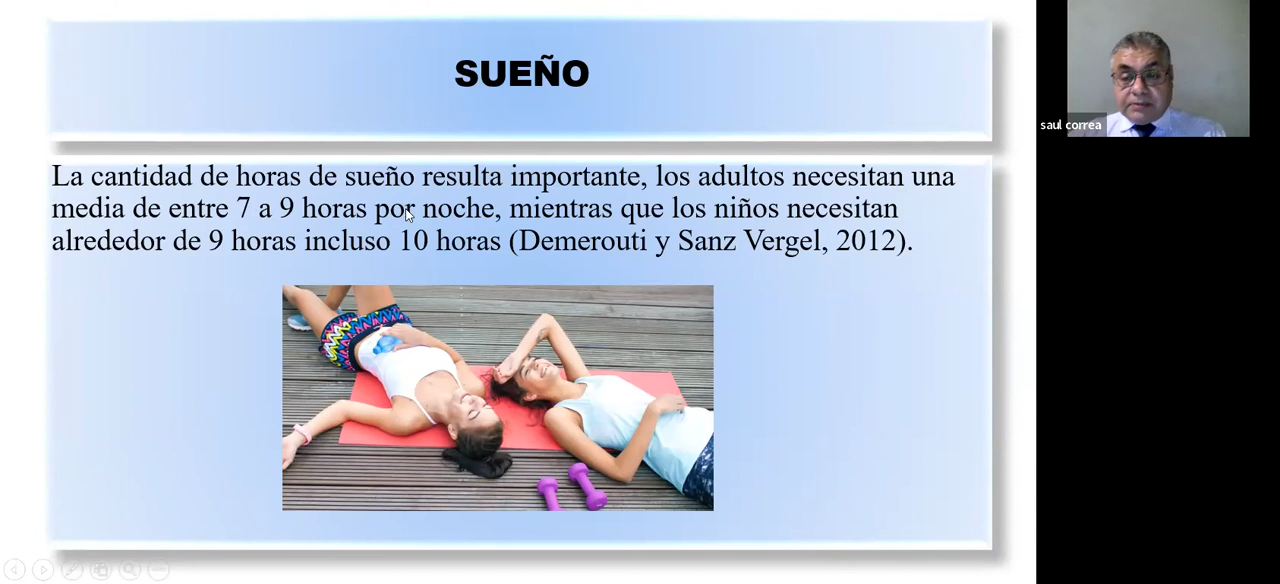 SUEÑO
La cantidad de horas de sueño resulta importante, los adultos necesitan una
media de entre 7 a 9 horas por noche, mientras que los niños necesitan
alrededor de 9 horas incluso 10 horas (Demerouti y Sanz Vergel, 2012).
saul correa